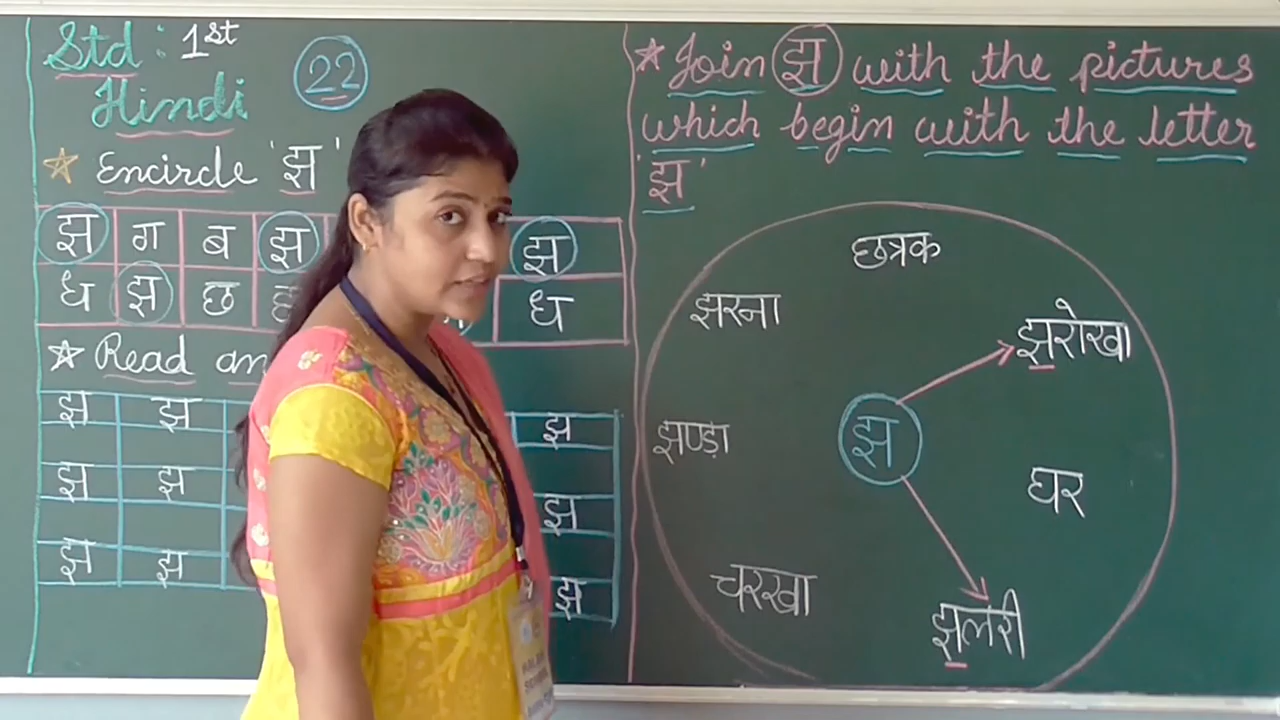 Std : 1st
22
Hindi
☆ Encircle 'झ'
झ ग ब झ झ
ध झ छ ध
☆ Read an
झ झ झ
झ झ झ
झ झ झ
☆ Join झ with the pictures
which begin with the letter
'झ'
छत्रक
झरना
झरोखा
झण्डा
झ
घर
चरखा
झलरी